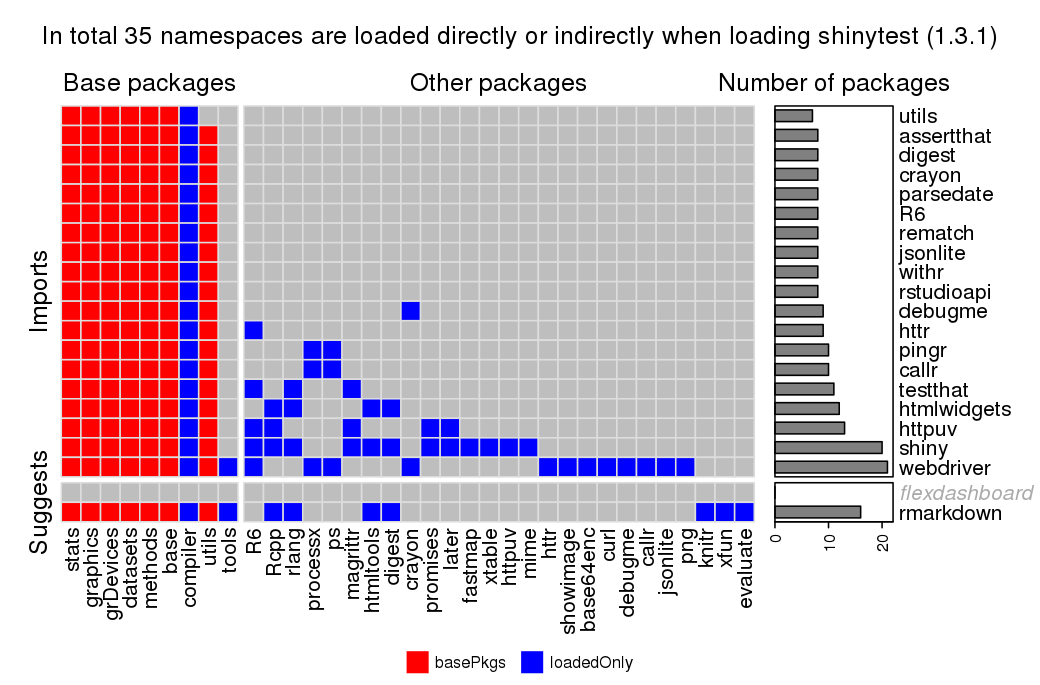 In total 35 namespaces are loaded directly or indirectly when loading shinytest (1.3.1)
Base packages
Other packages
Number of packages
Imports
Suggests
utils
assertthat
digest
crayon
parsedate
R6
rematch
jsonlite
withr
rstudioapi
debugme
httr
pingr
callr
testthat
htmlwidgets
httpuv
shiny
webdriver
flexdashboard
rmarkdown
0
10
20
stats
graphics
grDevices
datasets
methods
base
compiler
utils
tools
R6
Rcpp
rlang
processx
ps
magrittr
htmltools
digest
crayon
promises
later
fastmap
xtable
httpuv
mime
httr
showimage
base64enc
curl
debugme
callr
jsonlite
png
knitr
xfun
evaluate
basePkgs
loadedOnly